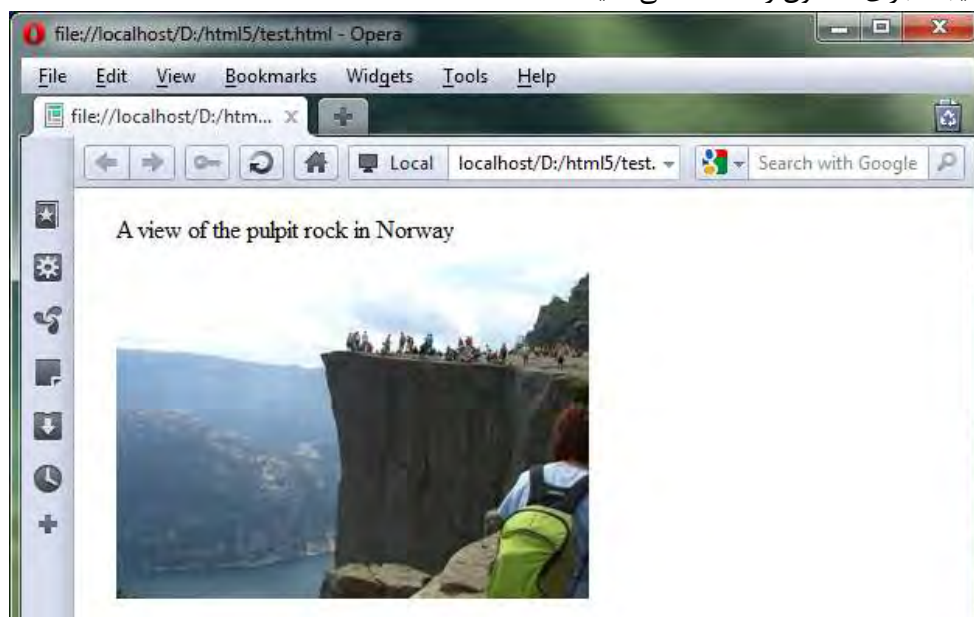 file://localhost/D:/html5/test.html - Opera
File Edit View Bookmarks Widgets Tools Help
file://localhost/D:/htm...
Local localhost/D:/html5/test. Search with Google
A view of the pulpit rock in Norway